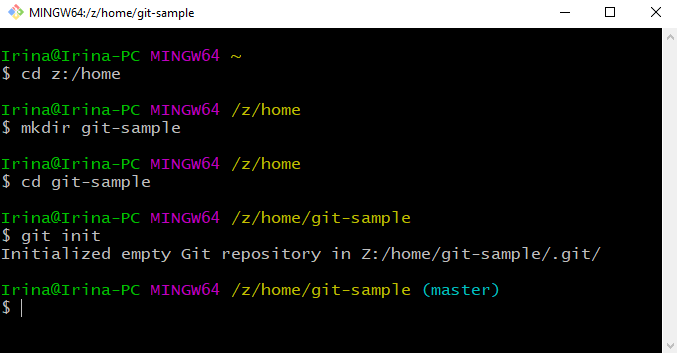 MINGW64:/z/home/git-sample
Irina@Irina-PC MINGW64 ~
$ cd z:/home
Irina@Irina-PC MINGW64 /z/home
$ mkdir git-sample
Irina@Irina-PC MINGW64 /z/home
$ cd git-sample
Irina@Irina-PC MINGW64 /z/home/git-sample
$ git init
Initialized empty Git repository in Z:/home/git-sample/.git/
Irina@Irina-PC MINGW64 /z/home/git-sample (master)
$